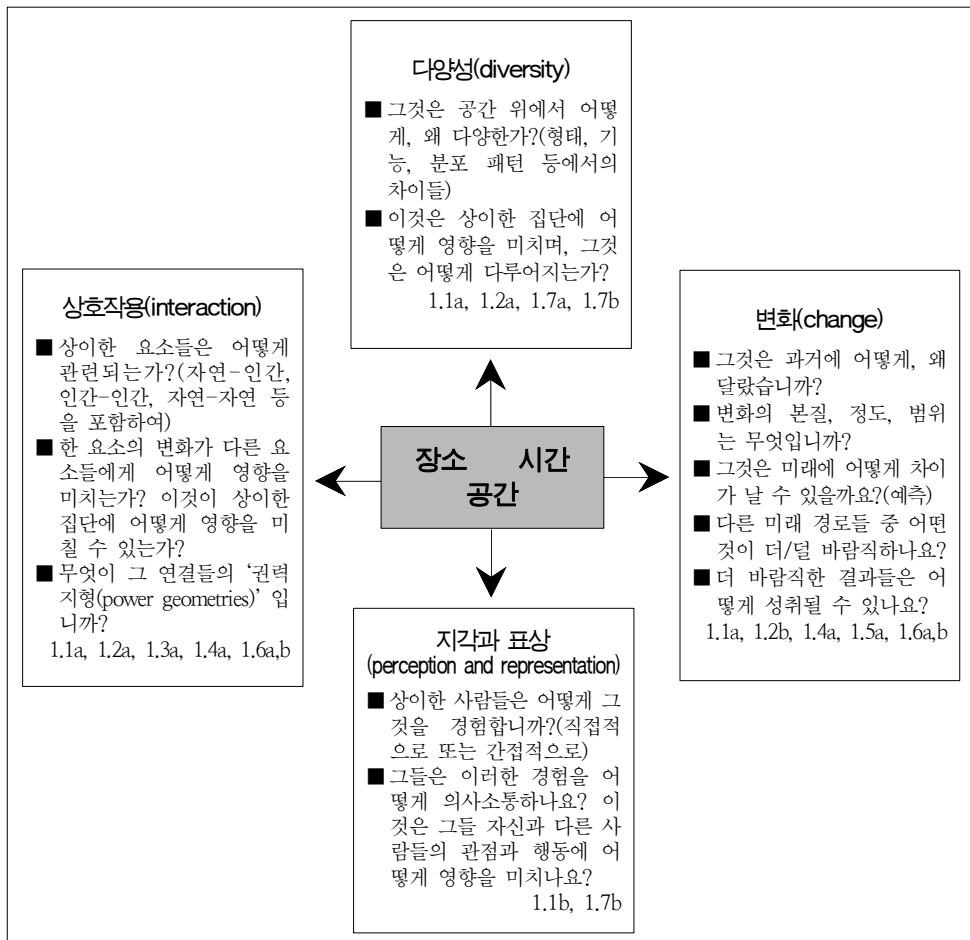 다양성(diversity)
■ 그것은 공간 위에서 어떻
게, 왜 다양한가?(형태, 기
능, 분포 패턴 등에서의
차이들)
■ 이것은 상이한 집단에 어
떻게 영향을 미치며, 그것
은 어떻게 다루어지는가?
1.1a, 1.2a, 1.7a, 1.7b
상호작용(interaction)
■ 상이한 요소들은 어떻게
관련되는가?(자연-인간,
인간-인간, 자연-자연 등
을 포함하여)
■ 한 요소의 변화가 다른 요
소들에게 어떻게 영향을
미치는가? 이것이 상이한
집단에 어떻게 영향을 미
칠 수 있는가?
■ 무엇이 그 연결들의 ‘권력
지형(power geometries)’ 입
니까?
1.1a, 1.2a, 1.3a, 1.4a, 1.6a,b
장소 시간
공간
변화(change)
■ 그것은 과거에 어떻게, 왜
달랐습니까?
■ 변화의 본질, 정도, 범위
는 무엇입니까?
■ 그것은 미래에 어떻게 차이
가 날 수 있을까요?(예측)
■ 다른 미래 경로들 중 어떤
것이 더/덜 바람직하나요?
■ 더 바람직한 결과들은 어
떻게 성취될 수 있나요?
1.1a, 1.2b, 1.4a, 1.5a, 1.6a,b
지각과 표상
(perception and representation)
■ 상이한 사람들은 어떻게 그
것을 경험합니까?(직접적
으로 또는 간접적으로)
■ 그들은 이러한 경험을 어
떻게 의사소통하나요? 이
것은 그들 자신과 다른 사
람들의 관점과 행동에 어
떻게 영향을 미치나요?
1.1b, 1.7b